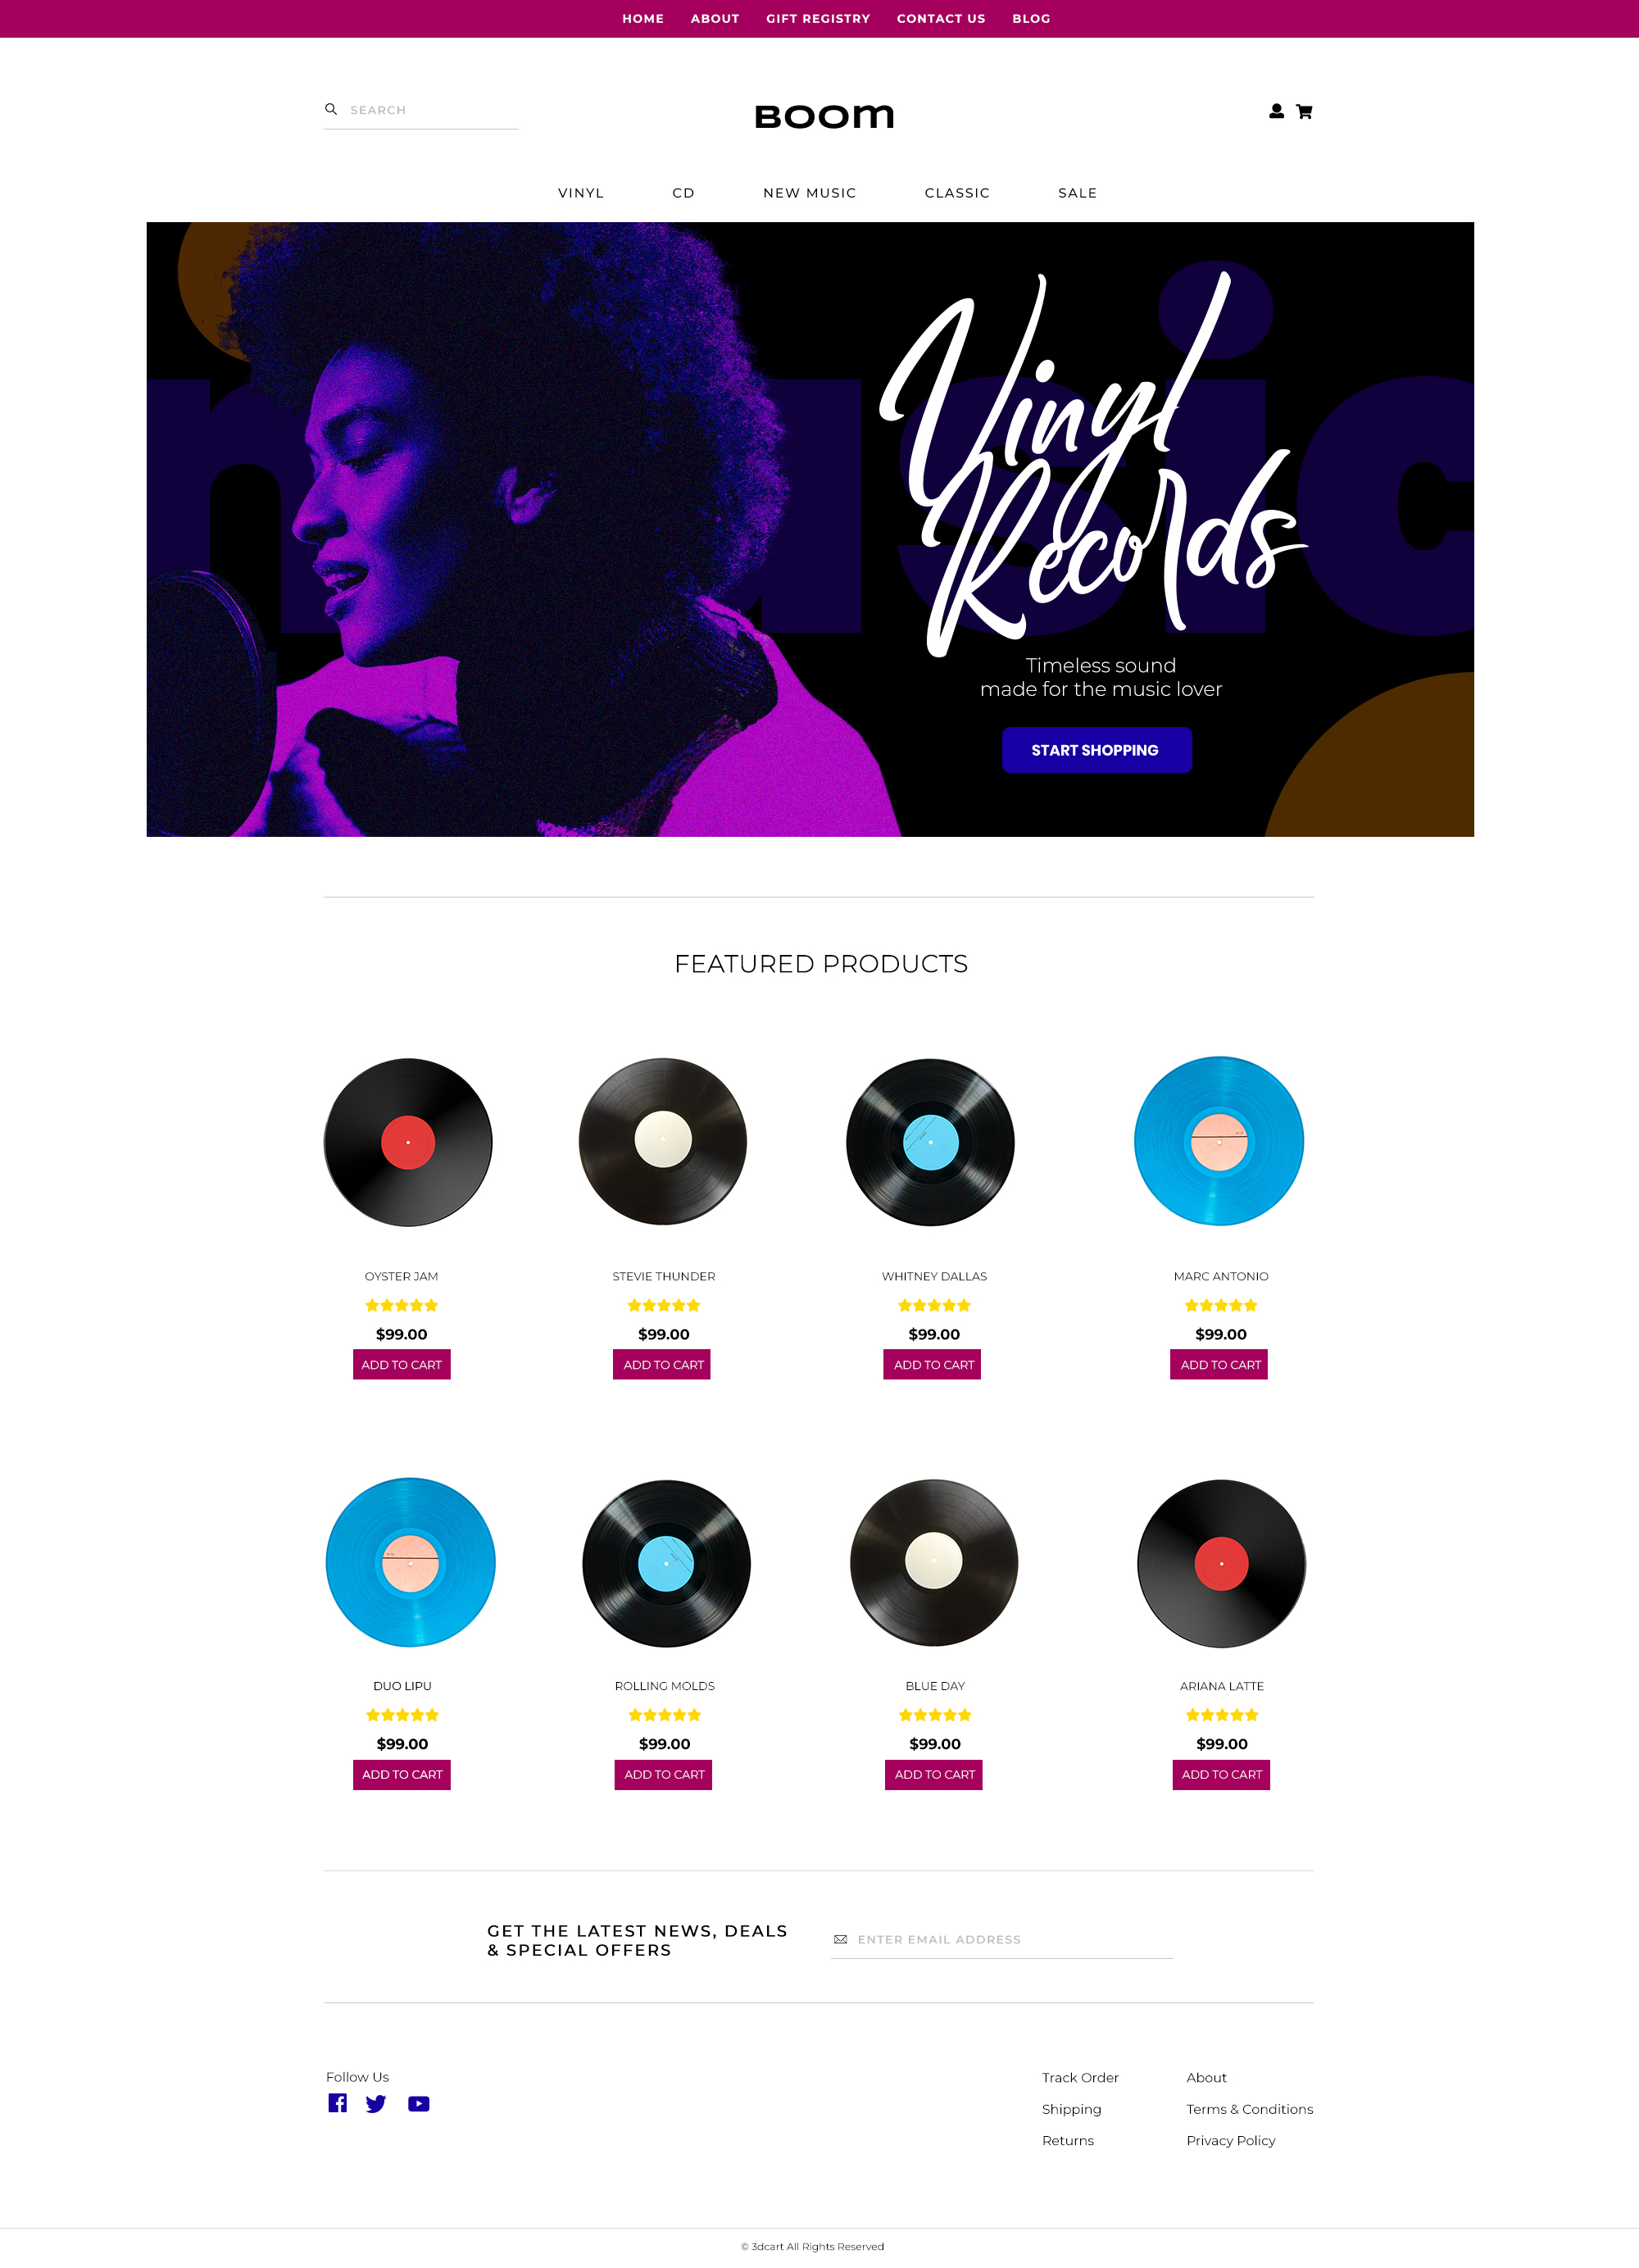 HOME ABOUT GIFT REGISTRY CONTACT US BLOG
SEARCH
BOOm
VINYL CD NEW MUSIC CLASSIC SALE
music
Vinyl
Records
Timeless sound
made for the music lover
START SHOPPING
FEATURED PRODUCTS
OYSTER JAM STEVIE THUNDER WHITNEY DALLAS MARC ANTONIO
$99.00 $99.00 $99.00 $99.00
ADD TO CART ADD TO CART ADD TO CART ADD TO CART
DUO LIPU ROLLING MOLDS BLUE DAY ARIANA LATTE
$99.00 $99.00 $99.00 $99.00
ADD TO CART ADD TO CART ADD TO CART ADD TO CART
GET THE LATEST NEWS, DEALS
& SPECIAL OFFERS
ENTER EMAIL ADDRESS
Follow Us
Track Order About
Shipping Terms & Conditions
Returns Privacy Policy
© 3dcart All Rights Reserved